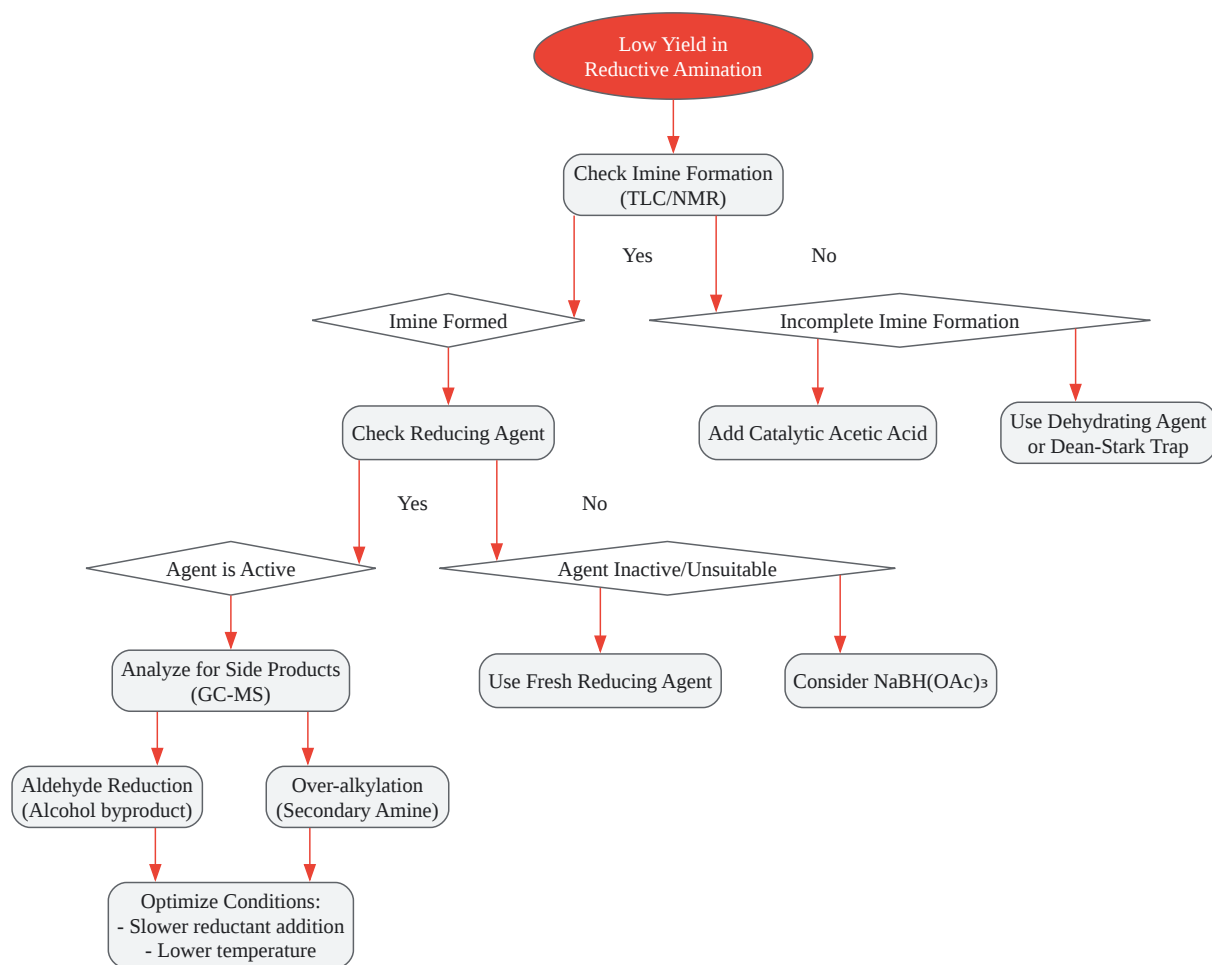 Low Yield in
Reductive Amination
Check Imine Formation
(TLC/NMR)
Yes
No
Imine Formed
Incomplete Imine Formation
Check Reducing Agent
Add Catalytic Acetic Acid
Use Dehydrating Agent
or Dean-Stark Trap
Yes
No
Agent is Active
Agent Inactive/Unsuitable
Analyze for Side Products
(GC-MS)
Use Fresh Reducing Agent
Consider NaBH(OAc)₃
Aldehyde Reduction
(Alcohol byproduct)
Over-alkylation
(Secondary Amine)
Optimize Conditions:
- Slower reductant addition
- Lower temperature